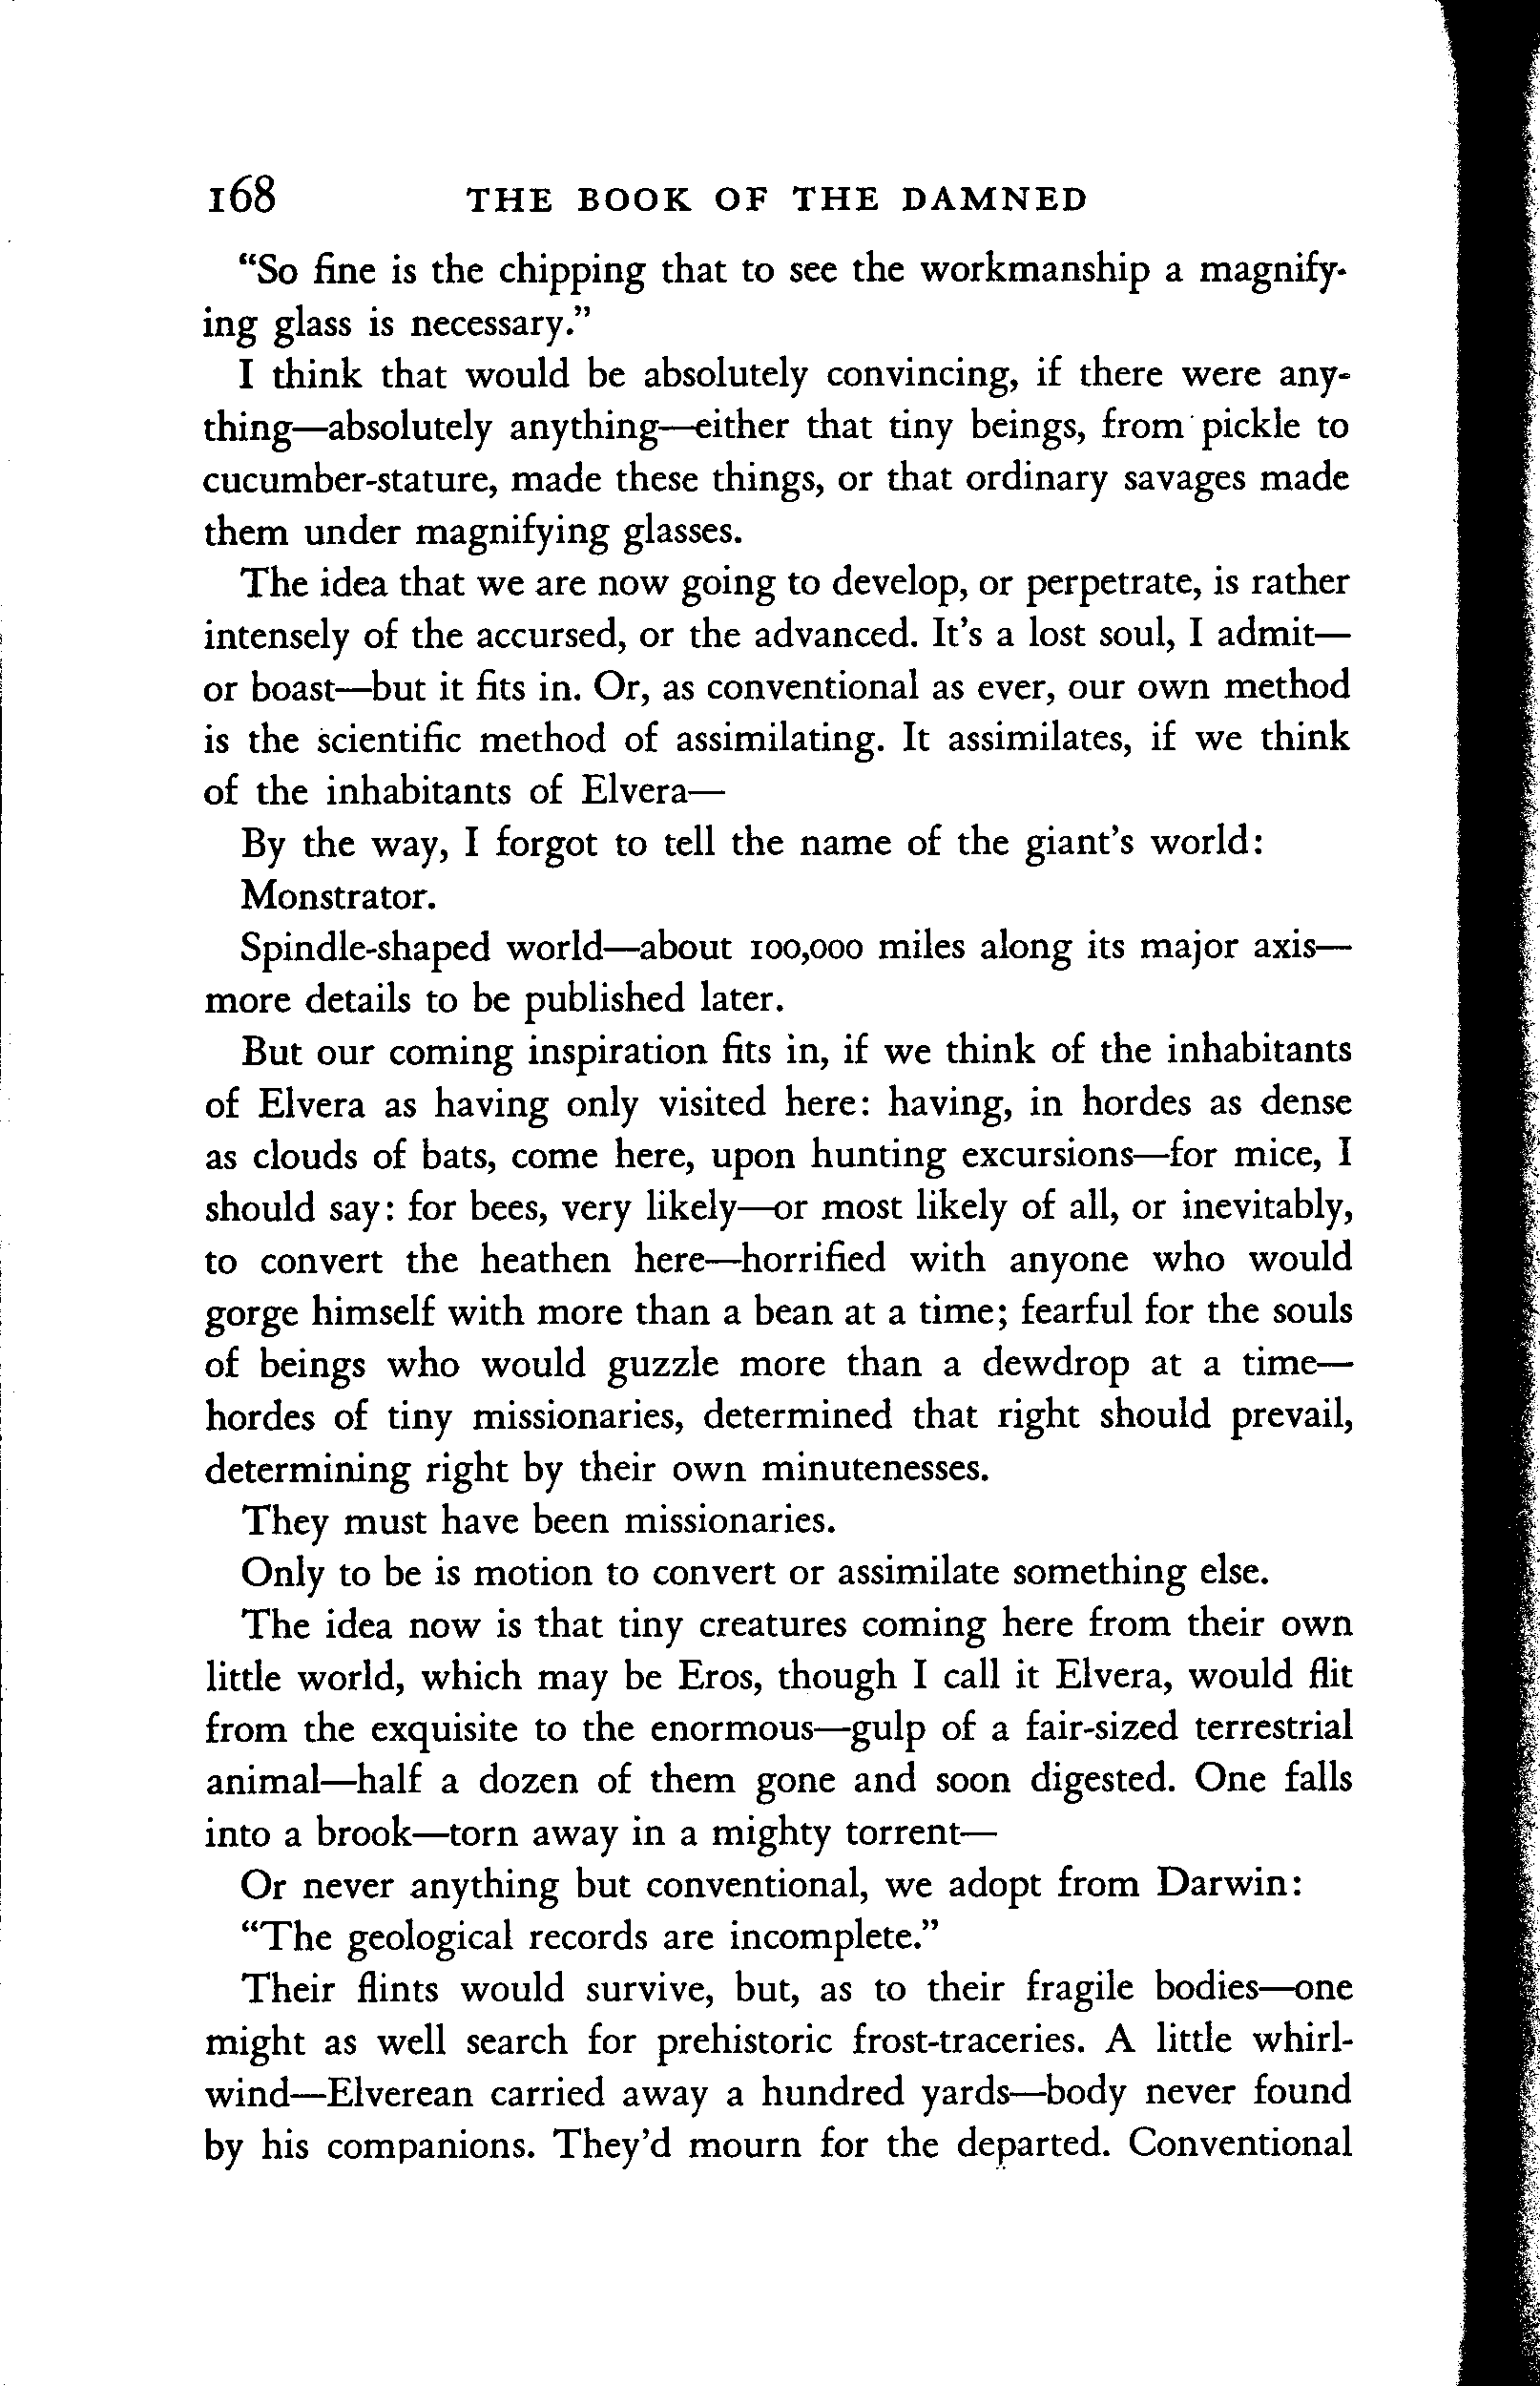 168 THE BOOK OF THE DAMNED
“So fine is the chipping that to see the workmanship a magnify-
ing glass is necessary.”
I think that would be absolutely convincing, if there were any-
thing—absolutely anything—either that tiny beings, from pickle to
cucumber-stature, made these things, or that ordinary savages made
them under magnifying glasses.
The idea that we are now going to develop, or perpetrate, is rather
intensely of the accursed, or the advanced. It’s a lost soul, I admit—
or boast—but it fits in. Or, as conventional as ever, our own method
is the scientific method of assimilating. It assimilates, if we think
of the inhabitants of Elvera—
By the way, I forgot to tell the name of the giant’s world:
Monstrator.
Spindle-shaped world—about 100,000 miles along its major axis—
more details to be published later.
But our coming inspiration fits in, if we think of the inhabitants
of Elvera as having only visited here: having, in hordes as dense
as clouds of bats, come here, upon hunting excursions—for mice, I
should say: for bees, very likely—or most likely of all, or inevitably,
to convert the heathen here—horrified with anyone who would
gorge himself with more than a bean at a time; fearful for the souls
of beings who would guzzle more than a dewdrop at a time—
hordes of tiny missionaries, determined that right should prevail,
determining right by their own minutenesses.
They must have been missionaries.
Only to be is motion to convert or assimilate something else.
The idea now is that tiny creatures coming here from their own
little world, which may be Eros, though I call it Elvera, would flit
from the exquisite to the enormous—gulp of a fair-sized terrestrial
animal—half a dozen of them gone and soon digested. One falls
into a brook—torn away in a mighty torrent—
Or never anything but conventional, we adopt from Darwin:
“The geological records are incomplete.”
Their flints would survive, but, as to their fragile bodies—one
might as well search for prehistoric frost-traceries. A little whirl-
wind—Elverean carried away a hundred yards—body never found
by his companions. They’d mourn for the departed. Conventional